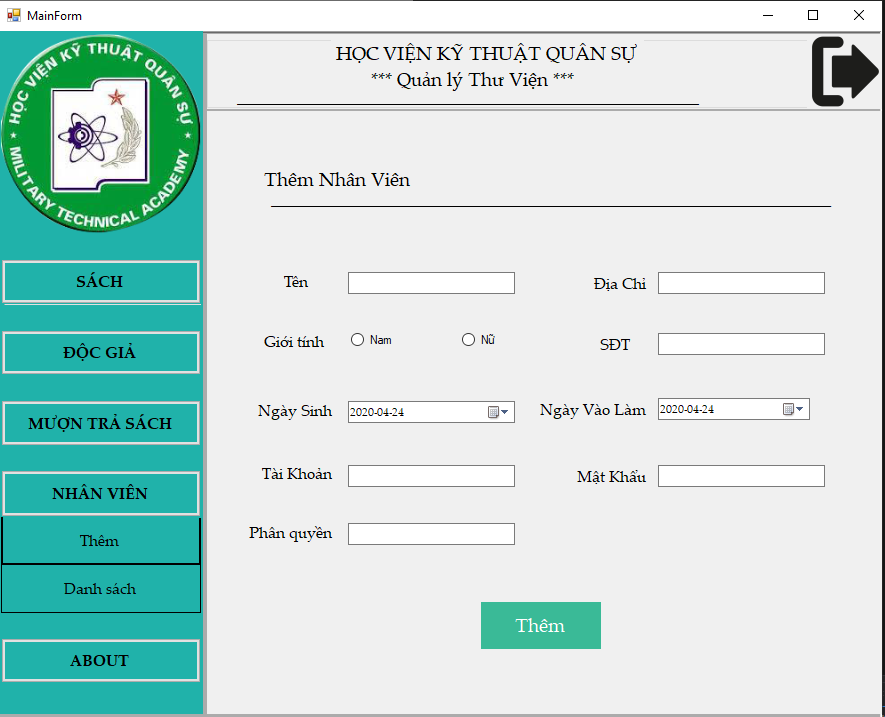 MainForm
HỌC VIỆN KỸ THUẬT QUÂN SỰ
MILITARY TECHNICAL ACADEMY
HỌC VIỆN KỸ THUẬT QUÂN SỰ
*** Quản lý Thư Viện ***
SÁCH
ĐỘC GIẢ
MƯỢN TRẢ SÁCH
NHÂN VIÊN
Thêm
Danh sách
ABOUT
Thêm Nhân Viên
Tên
Địa Chỉ
Giới tính
Nam
Nữ
SĐT
Ngày Sinh
2020-04-24
Ngày Vào Làm
2020-04-24
Tài Khoản
Mật Khẩu
Phân quyền
Thêm